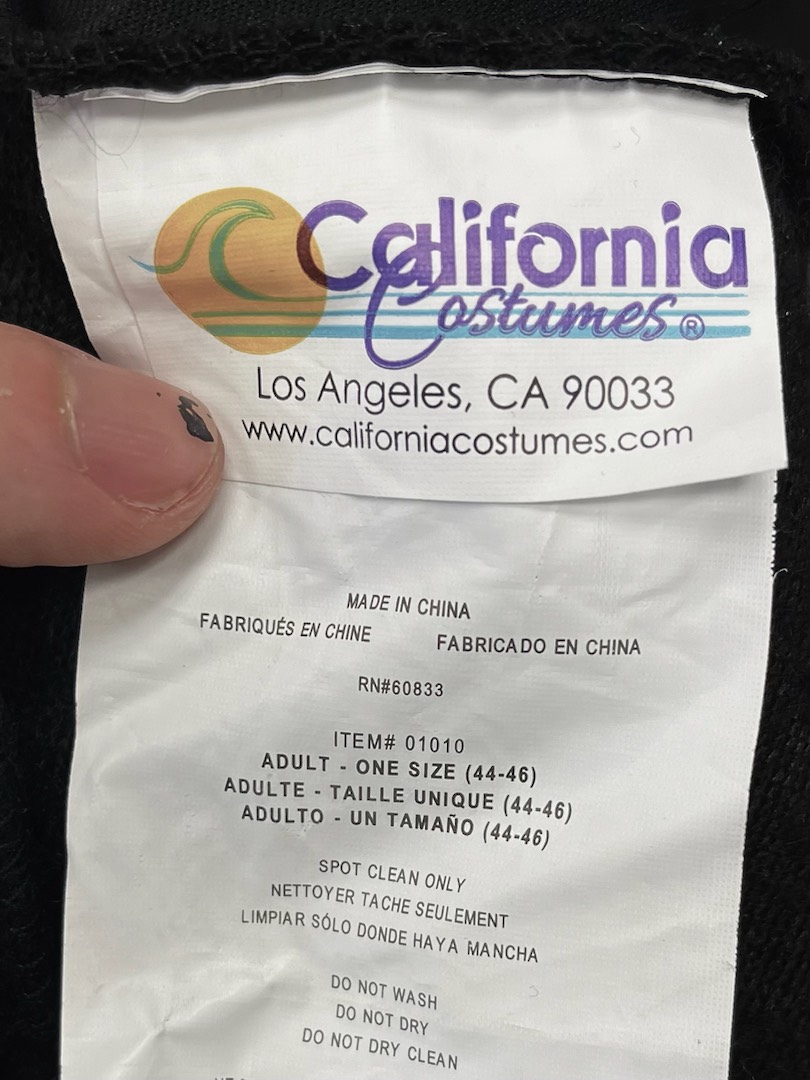 California
Costumes®
Los Angeles, CA 90033
www.californiacostumes.com
MADE IN CHINA
FABRIQUÉS EN CHINE FABRICADO EN CHINA
RN#60833
ITEM# 01010
ADULT - ONE SIZE (44-46)
ADULTE - TAILLE UNIQUE (44-46)
ADULTO - UN TAMAÑO (44-46)
SPOT CLEAN ONLY
NETTOYER TACHE SEULEMENT
LIMPIAR SÓLO DONDE HAYA MANCHA
DO NOT WASH
DO NOT DRY
DO NOT DRY CLEAN